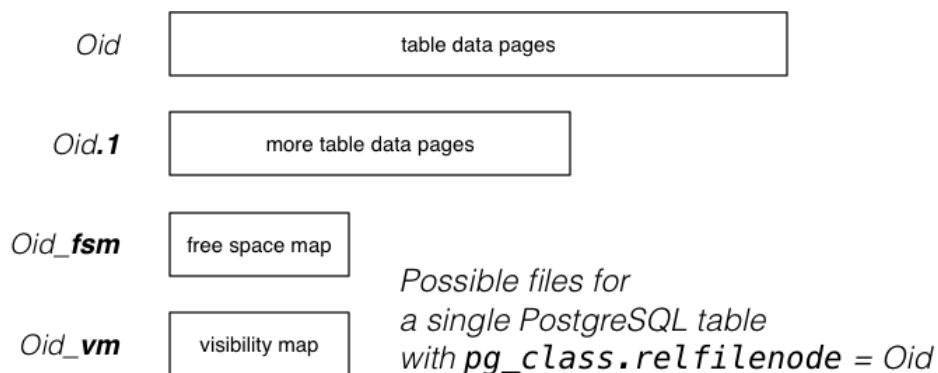 Oid table data pages
Oid.1 more table data pages
Oid_fsm free space map
Oid_vm visibility map
Possible files for
a single PostgreSQL table
with pg_class.relfilenode = Oid